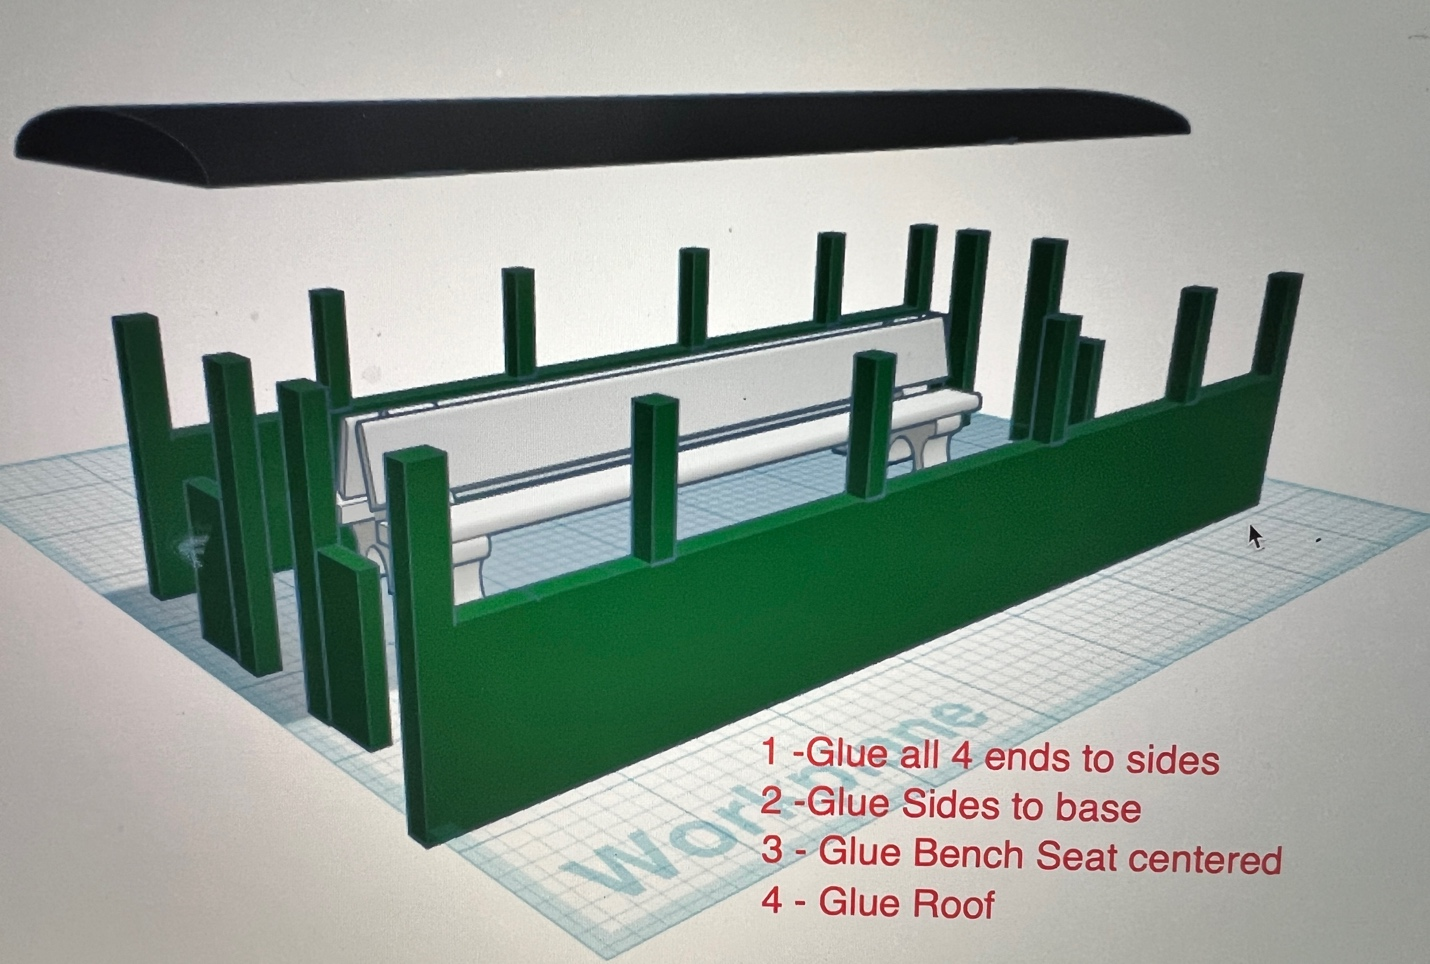 Workplane
1 -Glue all 4 ends to sides
2 -Glue Sides to base
3 - Glue Bench Seat centered
4 - Glue Roof